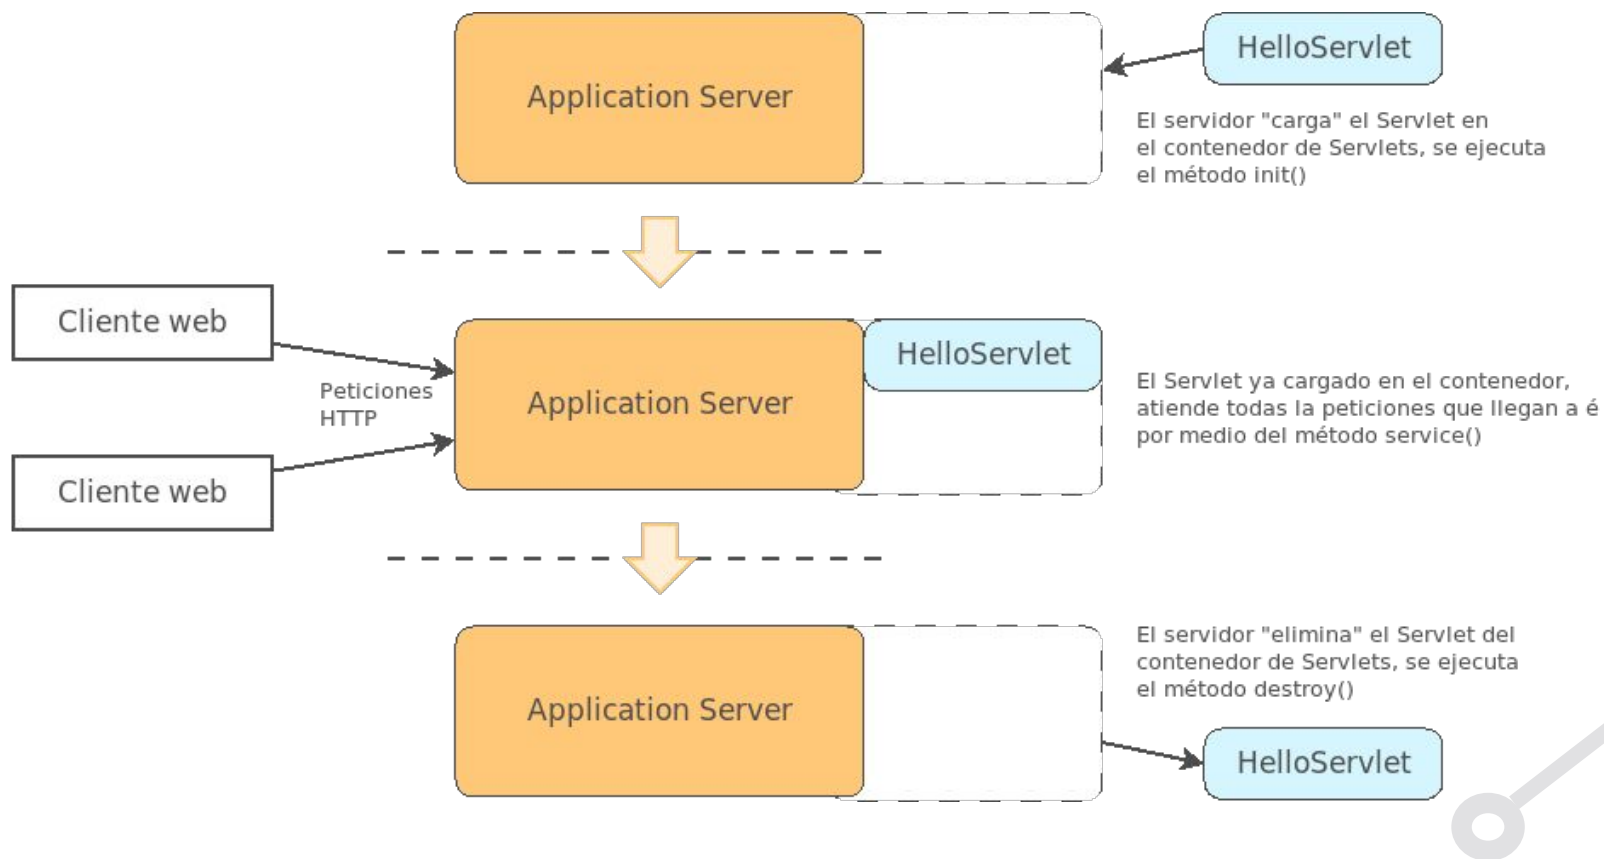 Application Server
HelloServlet
El servidor "carga" el Servlet en
el contenedor de Servlets, se ejecuta
el método init()
Cliente web
Peticiones
HTTP
Cliente web
Application Server
HelloServlet
El Servlet ya cargado en el contenedor,
atiende todas la peticiones que llegan a é
por medio del método service()
Application Server
El servidor "elimina" el Servlet del
contenedor de Servlets, se ejecuta
el método destroy()
HelloServlet